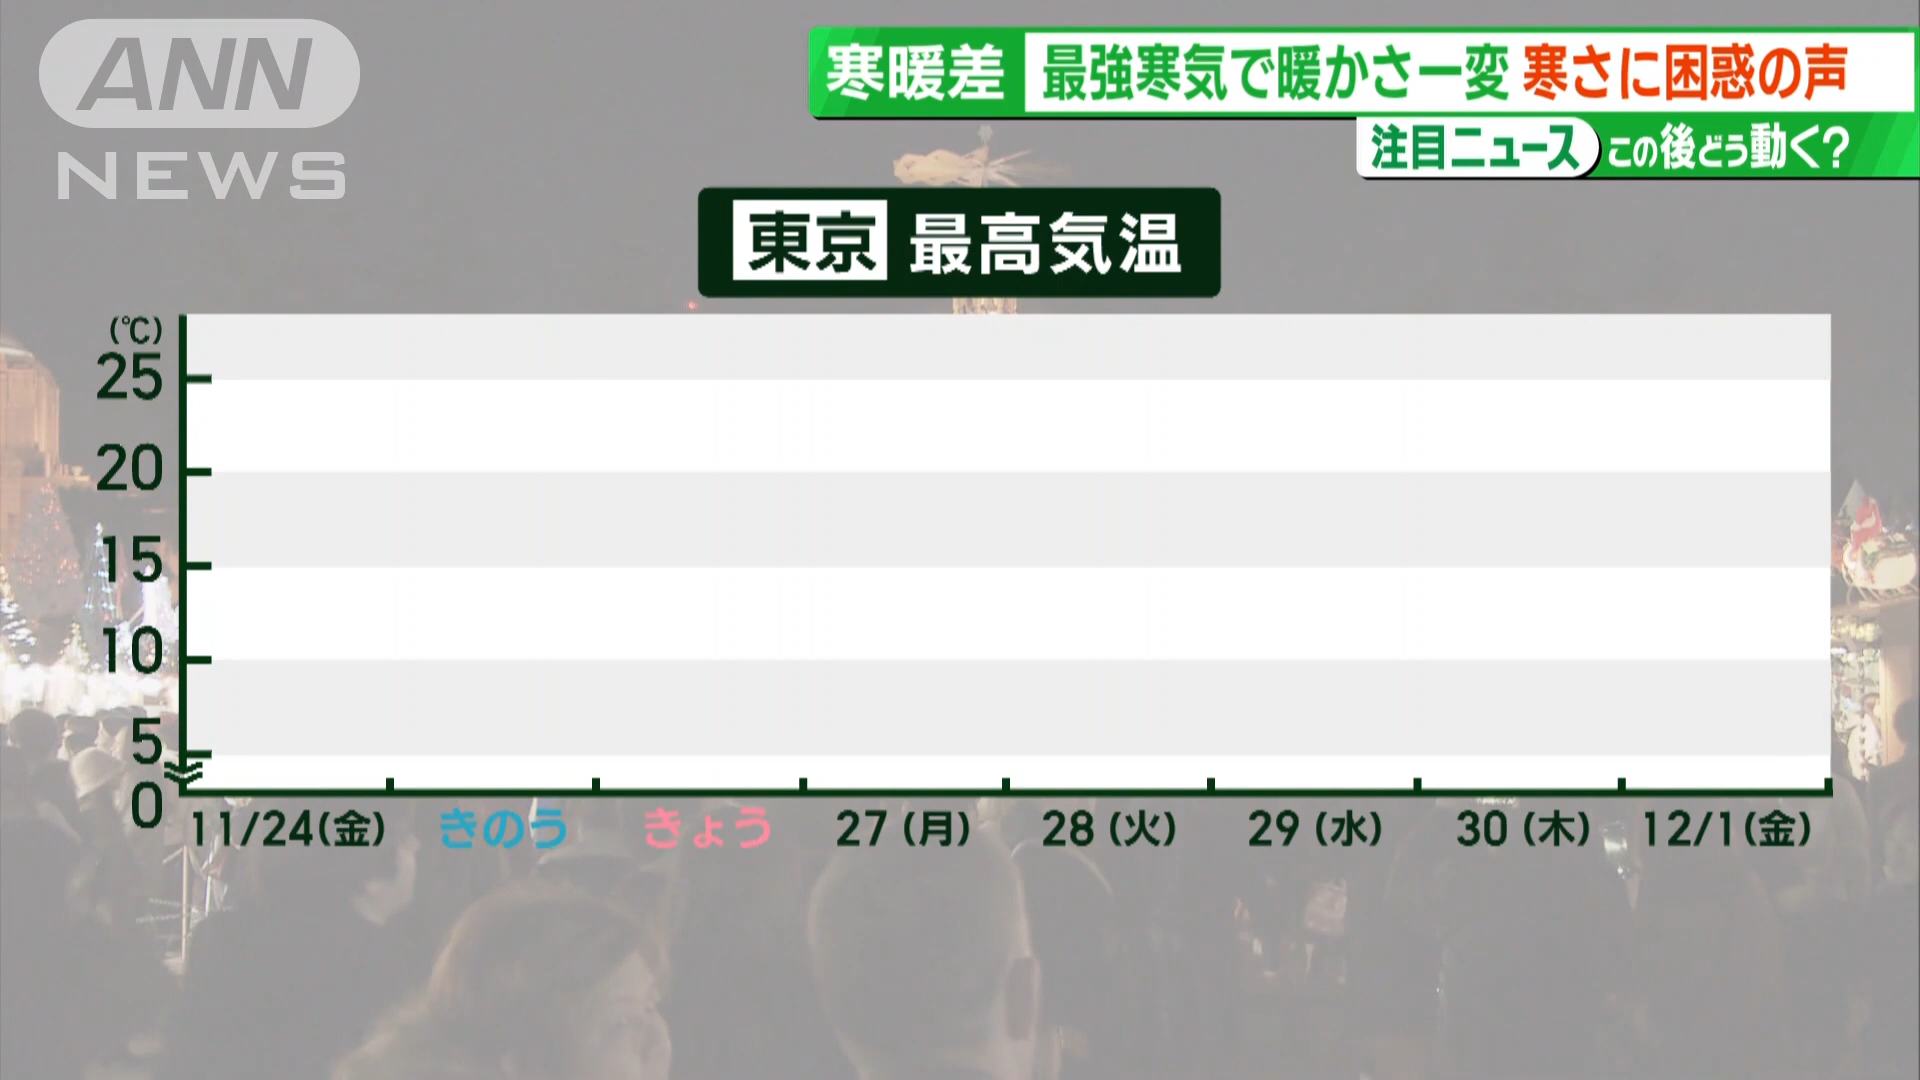 ANN
NEWS
寒暖差 最強寒気で暖かさ一変 寒さに困惑の声
注目ニュース この後どう動く?
東京 最高気温
(℃)
25
20
15
10
5
0
11/24(金) きのう きょう 27(月) 28(火) 29(水) 30(木) 12/1(金)